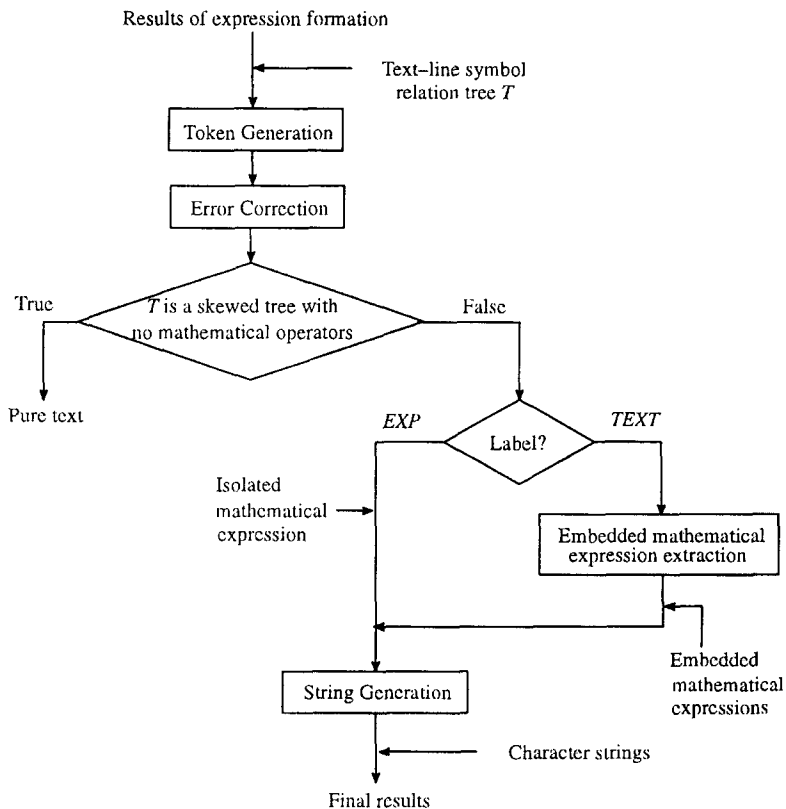 Results of expression formation
Text–line symbol
relation tree T
Token Generation
Error Correction
True
T is a skewed tree with
no mathematical operators
False
Pure text
EXP
Label?
TEXT
Isolated
mathematical
expression
Embedded mathematical
expression extraction
Embedded
mathematical
expressions
String Generation
Character strings
Final results